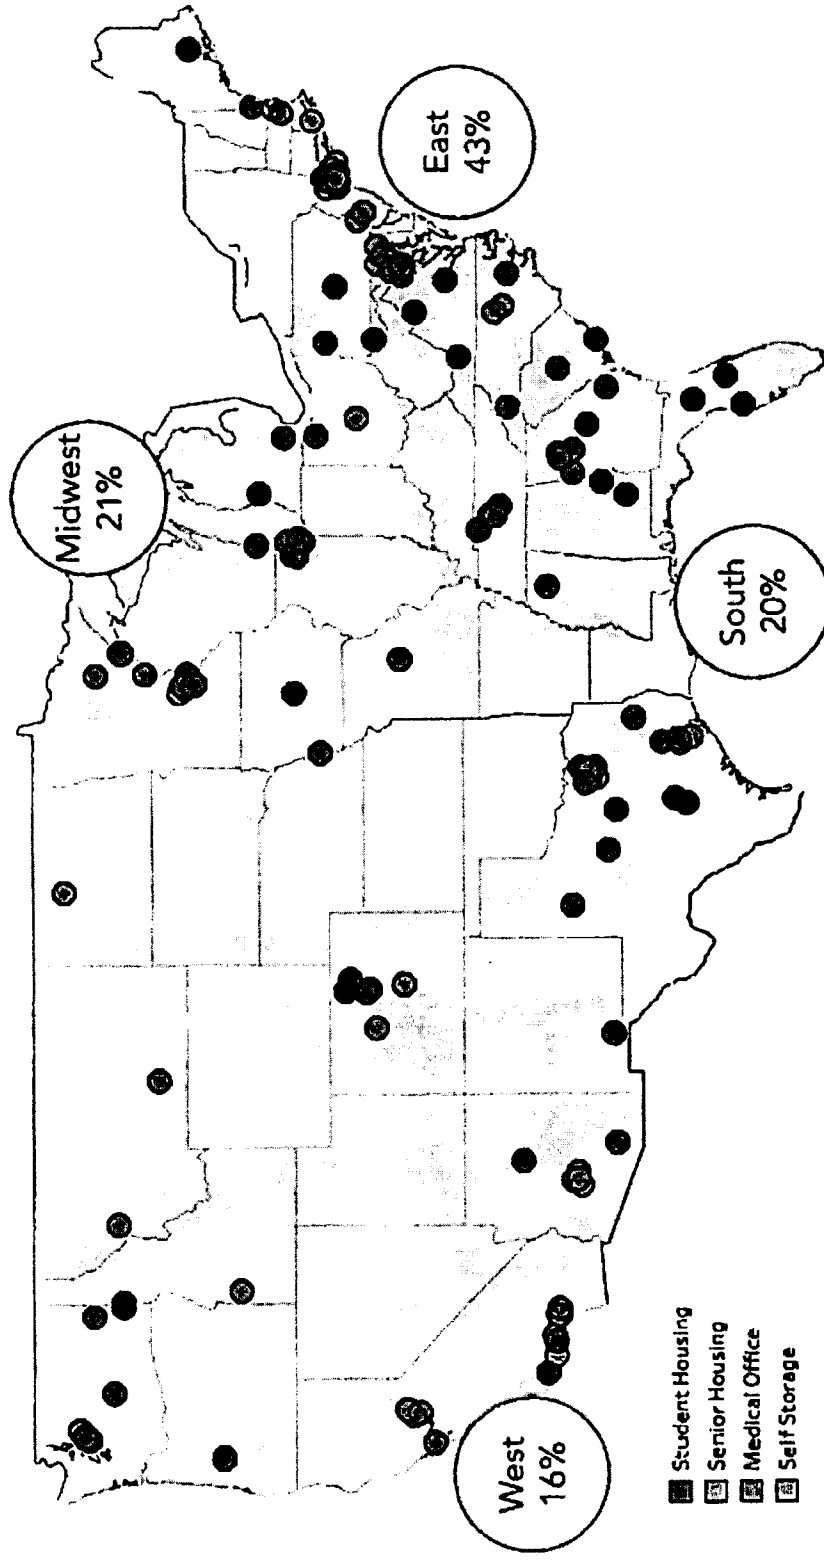 Midwest
21%
East
43%
South
20%
West
16%
Student Housing
Senior Housing
Medical Office
Self Storage